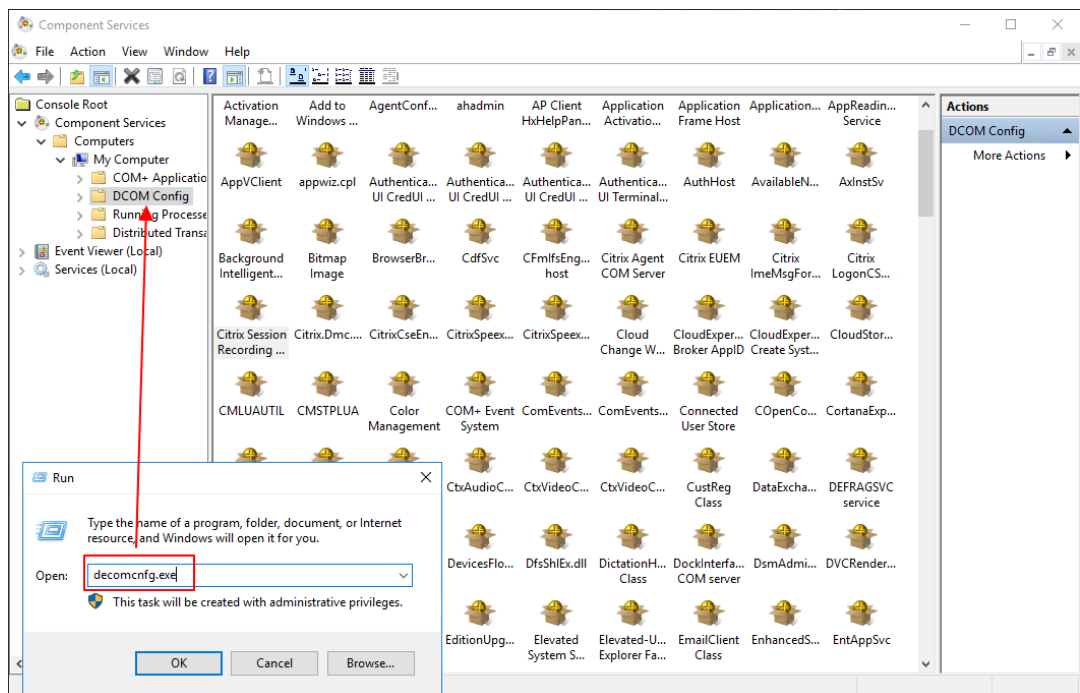 Component Services
File Action View Window Help
Console Root
Component Services
Computers
My Computer
COM+ Applicatio
DCOM Config
Running Processe
Distributed Transa
Event Viewer (Local)
Services (Local)
Activation Manage...
Add to Windows ...
AgentConf...
ahadmin
AP Client HxHelpPan...
Application Activatio...
Application Frame Host
Application...
AppReadin... Service
AppVClient
appwiz.cpl
Authentica... UI CredUI ...
Authentica... UI CredUI ...
Authentica... UI CredUI ...
Authentica... UI Terminal...
AuthHost
AvailableN...
AxInstSv
Background Intelligent...
Bitmap Image
BrowserBr...
CdfSvc
CFmIfsEng... host
Citrix Agent COM Server
Citrix EUEM
Citrix ImeMsgFor...
Citrix LogonCS...
Citrix Session Recording ...
Citrix.Dmc....
CitrixCseEn...
CitrixSpeex...
CitrixSpeex...
Cloud Change W...
CloudExper... Broker AppID
CloudExper... Create Syst...
CloudStor...
CMLUAUTIL
CMSTPLUA
Color Management
COM+ Event System
ComEvents...
ComEvents...
Connected User Store
COpenCo...
CortanaExp...
CtxAudioC...
CtxVideoC...
CtxVideoC...
CustReg Class
DataExcha...
DEFRAGSVC service
DevicesFlo...
DfsShlEx.dll
DictationH... Class
DockInterfa... COM server
DsmAdmi...
DVCRender...
EditionUpg...
Elevated System S...
Elevated-U... Explorer Fa...
EmailClient Class
EnhancedS...
EntAppSvc
Actions
DCOM Config
More Actions
Run
Type the name of a program, folder, document, or Internet
resource, and Windows will open it for you.
Open: decomcnfg.exe
This task will be created with administrative privileges.
OK Cancel Browse...